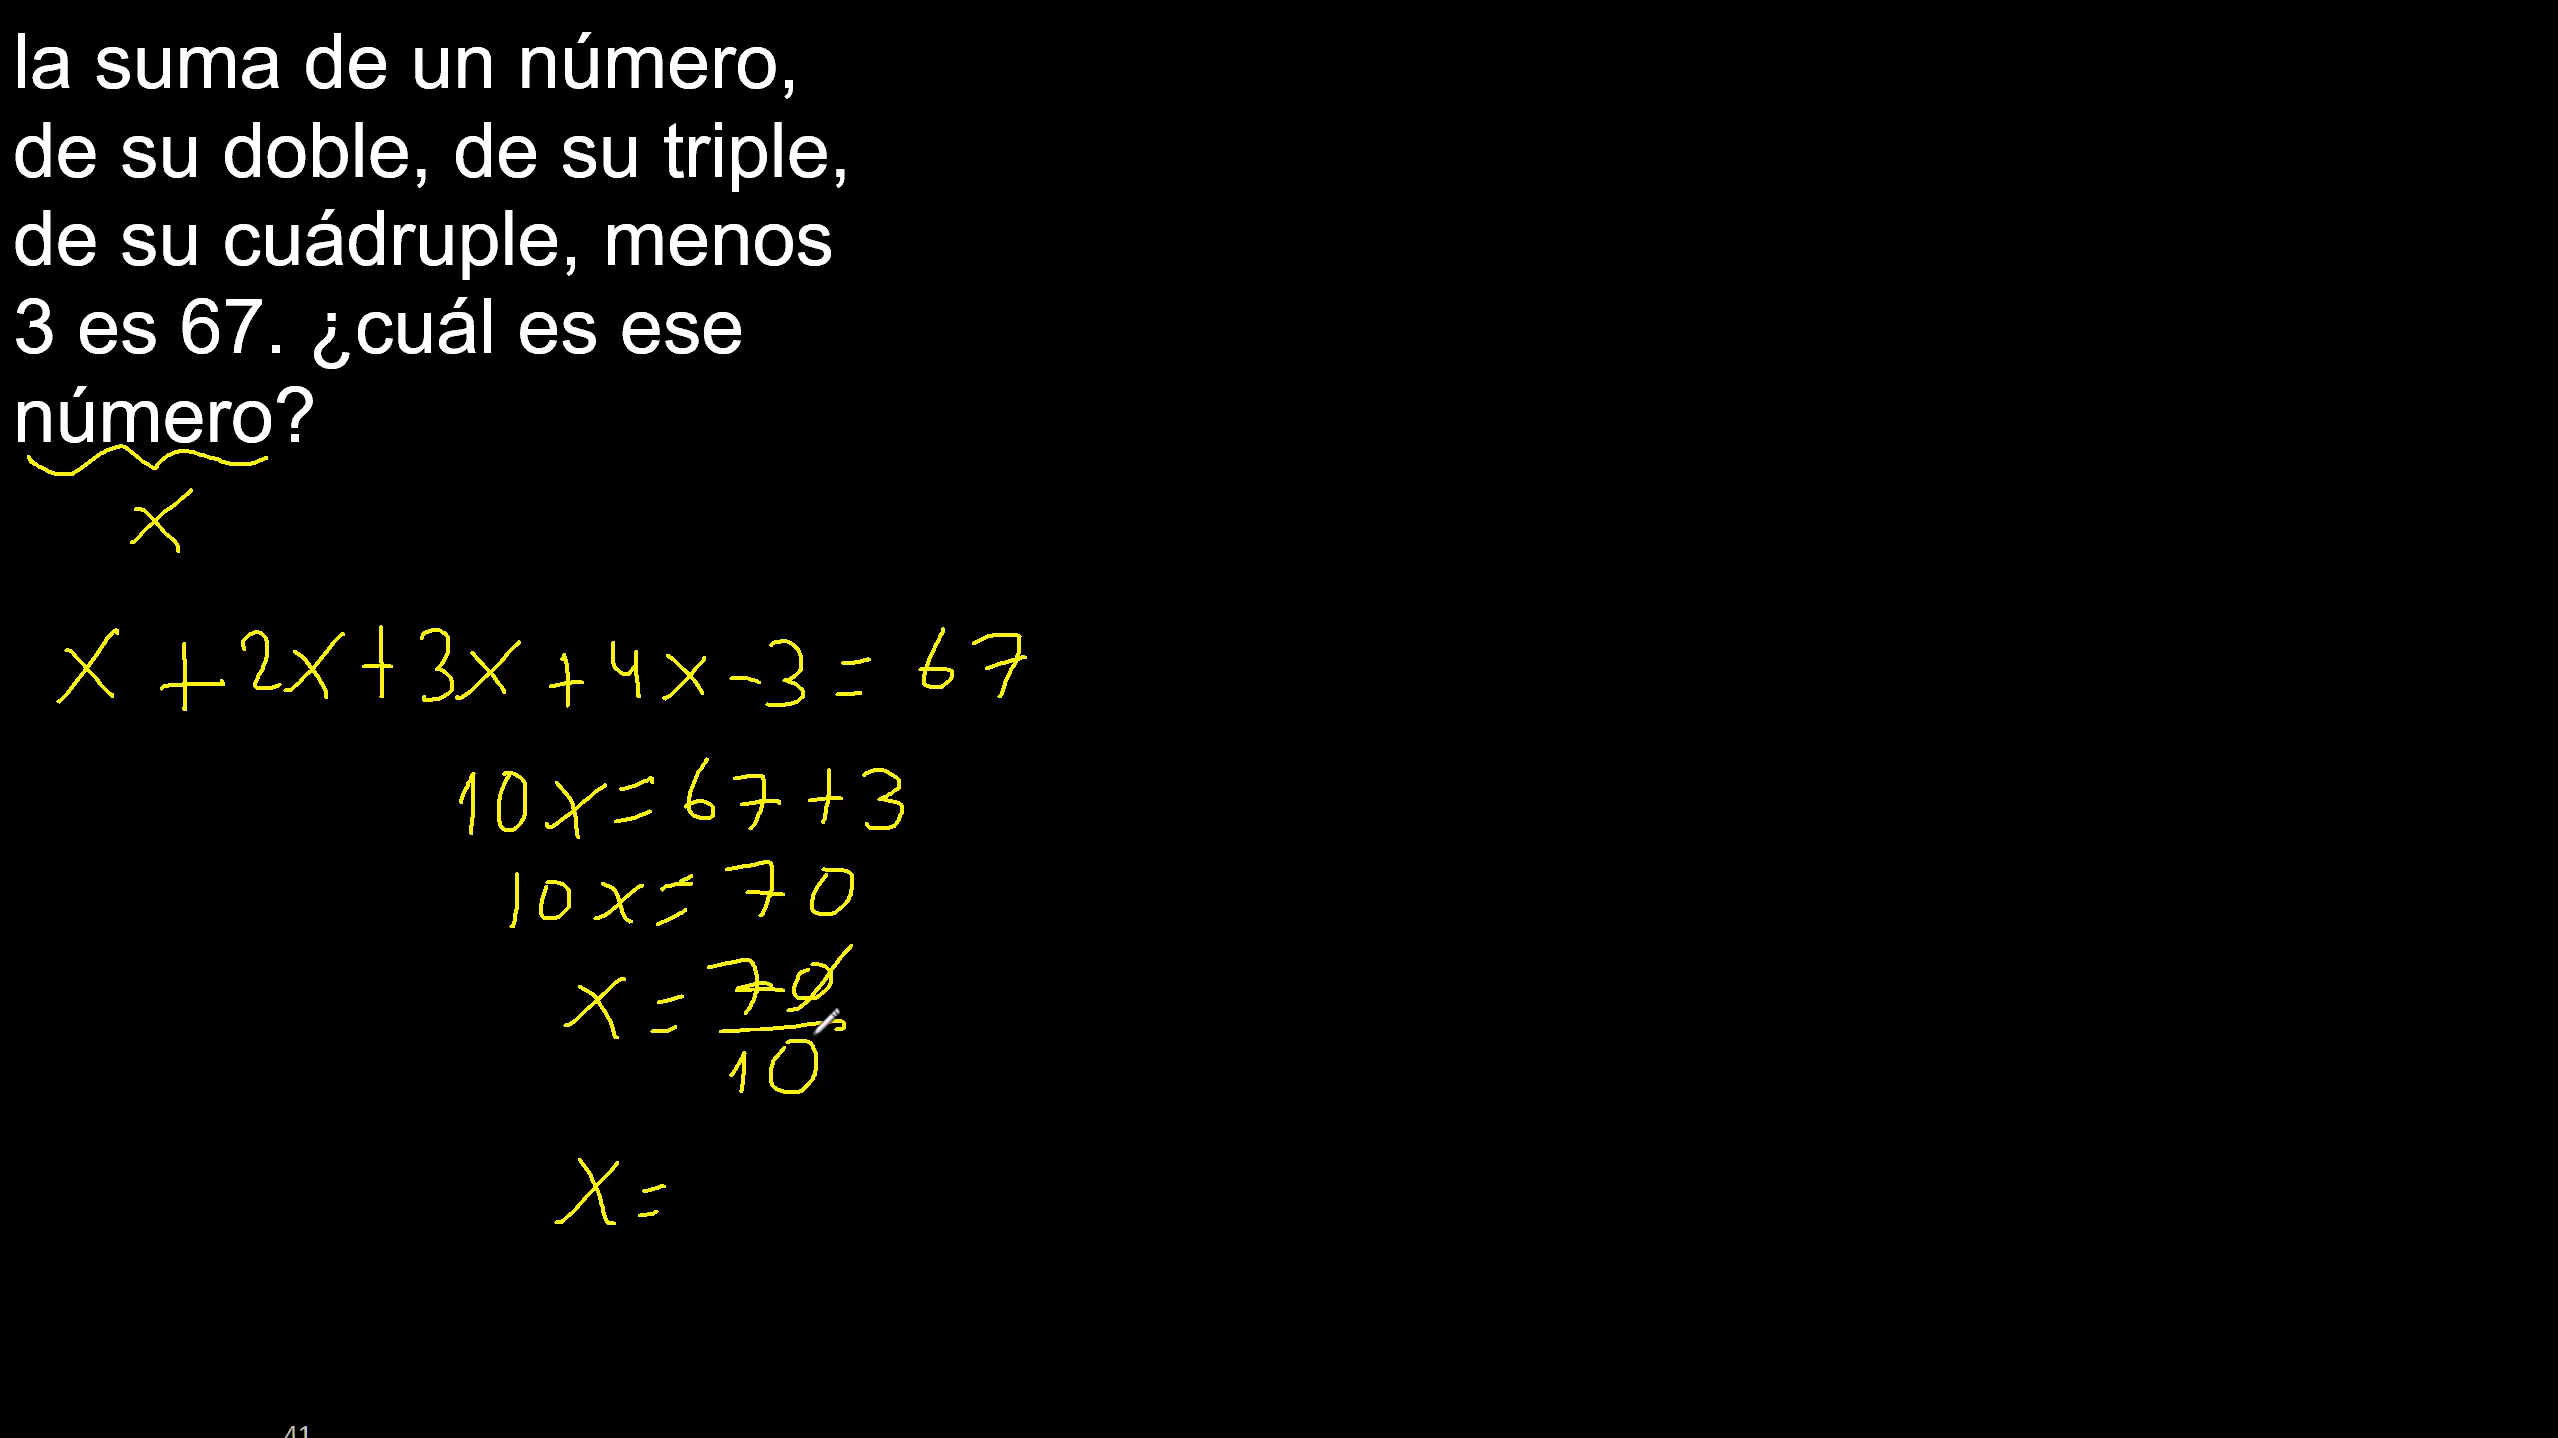 la suma de un número,
de su doble, de su triple,
de su cuádruple, menos
3 es 67. ¿cuál es ese
número?
x
x + 2x + 3x + 4x - 3 = 67
10x = 67 + 3
10x = 70
x = 70
10
x =
41